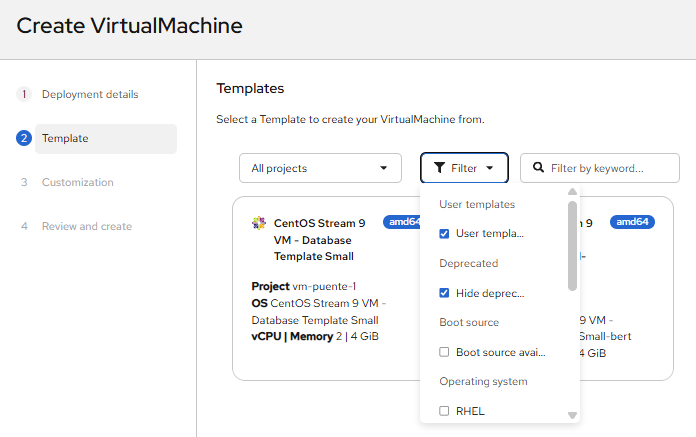 Create VirtualMachine
1 Deployment details
2 Template
3 Customization
4 Review and create
Templates
Select a Template to create your VirtualMachine from.
All projects
Filter
Filter by keyword...
CentOS Stream 9
VM - Database
Template Small
amd64
Project vm-puente-1
OS CentOS Stream 9 VM -
Database Template Small
vCPU | Memory 2 | 4 GiB
User templates
User templa...
Deprecated
Hide deprec...
Boot source
Boot source avai...
Operating system
RHEL
9
amd64
9 VM -
Small-bert
GiB